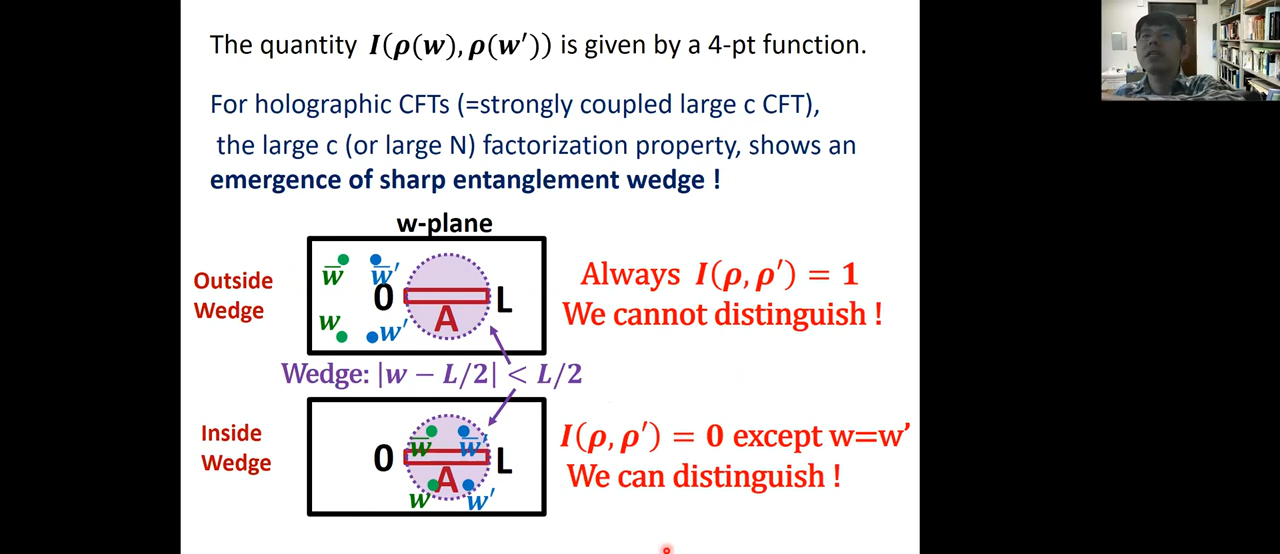 The quantity I(ρ(w), ρ(w′)) is given by a 4-pt function.
For holographic CFTs (=strongly coupled large c CFT),
the large c (or large N) factorization property, shows an
emergence of sharp entanglement wedge !
w-plane
Outside
Wedge
w̅ w̅′
0 L
A
w w′
Always I(ρ, ρ′) = 1
We cannot distinguish !
Wedge: |w − L/2| < L/2
Inside
Wedge
w̅ w̅′
0 L
A
w w′
I(ρ, ρ′) = 0 except w=w’
We can distinguish !